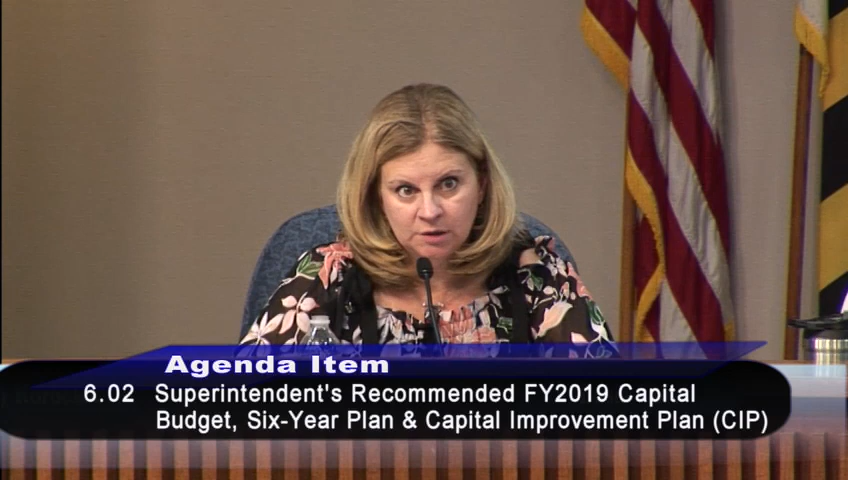 Agenda Item
6.02 Superintendent's Recommended FY2019 Capital
Budget, Six-Year Plan & Capital Improvement Plan (CIP)